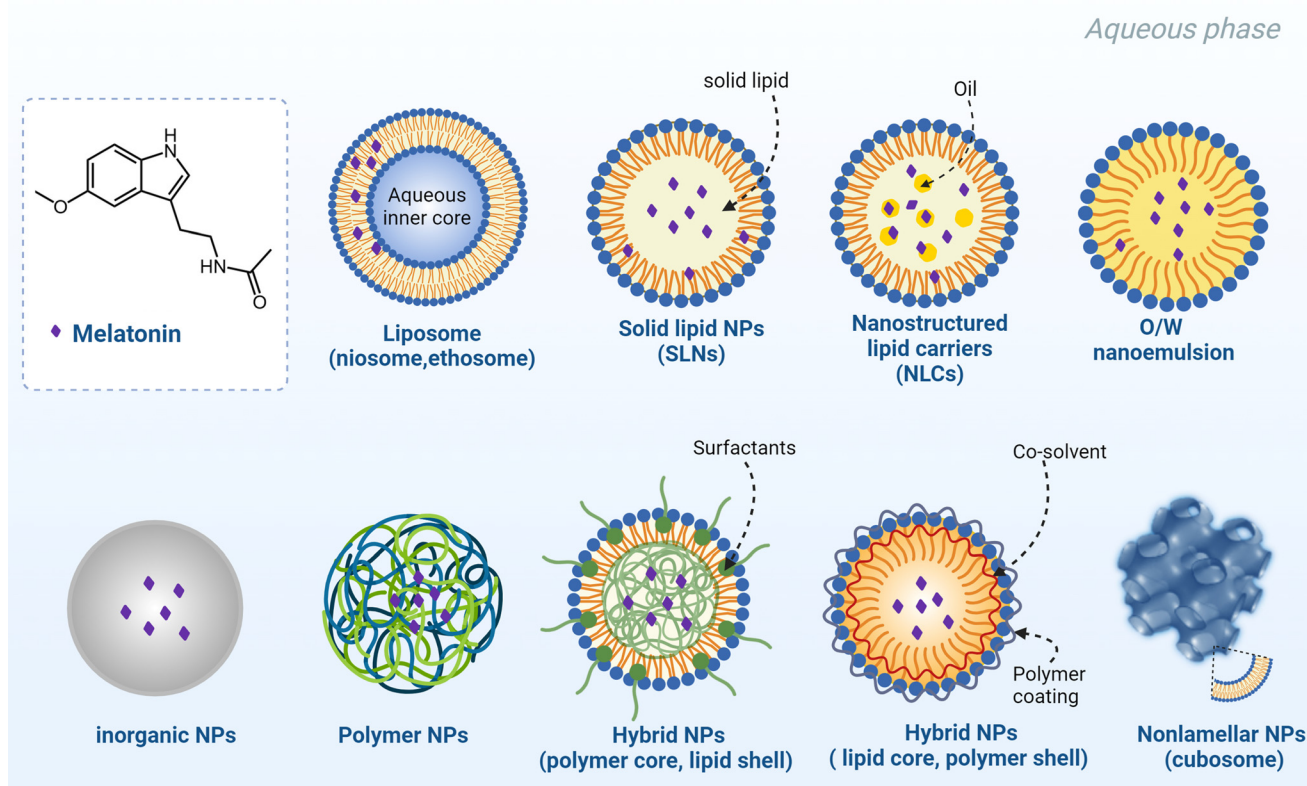 Aqueous phase
solid lipid
Oil
H
N
O
HN
O
Melatonin
Aqueous
inner core
Liposome
(niosome,ethosome)
Solid lipid NPs
(SLNs)
Nanostructured
lipid carriers
(NLCs)
O/W
nanoemulsion
Surfactants
Co-solvent
Polymer
coating
inorganic NPs
Polymer NPs
Hybrid NPs
(polymer core, lipid shell)
Hybrid NPs
( lipid core, polymer shell)
Nonlamellar NPs
(cubosome)